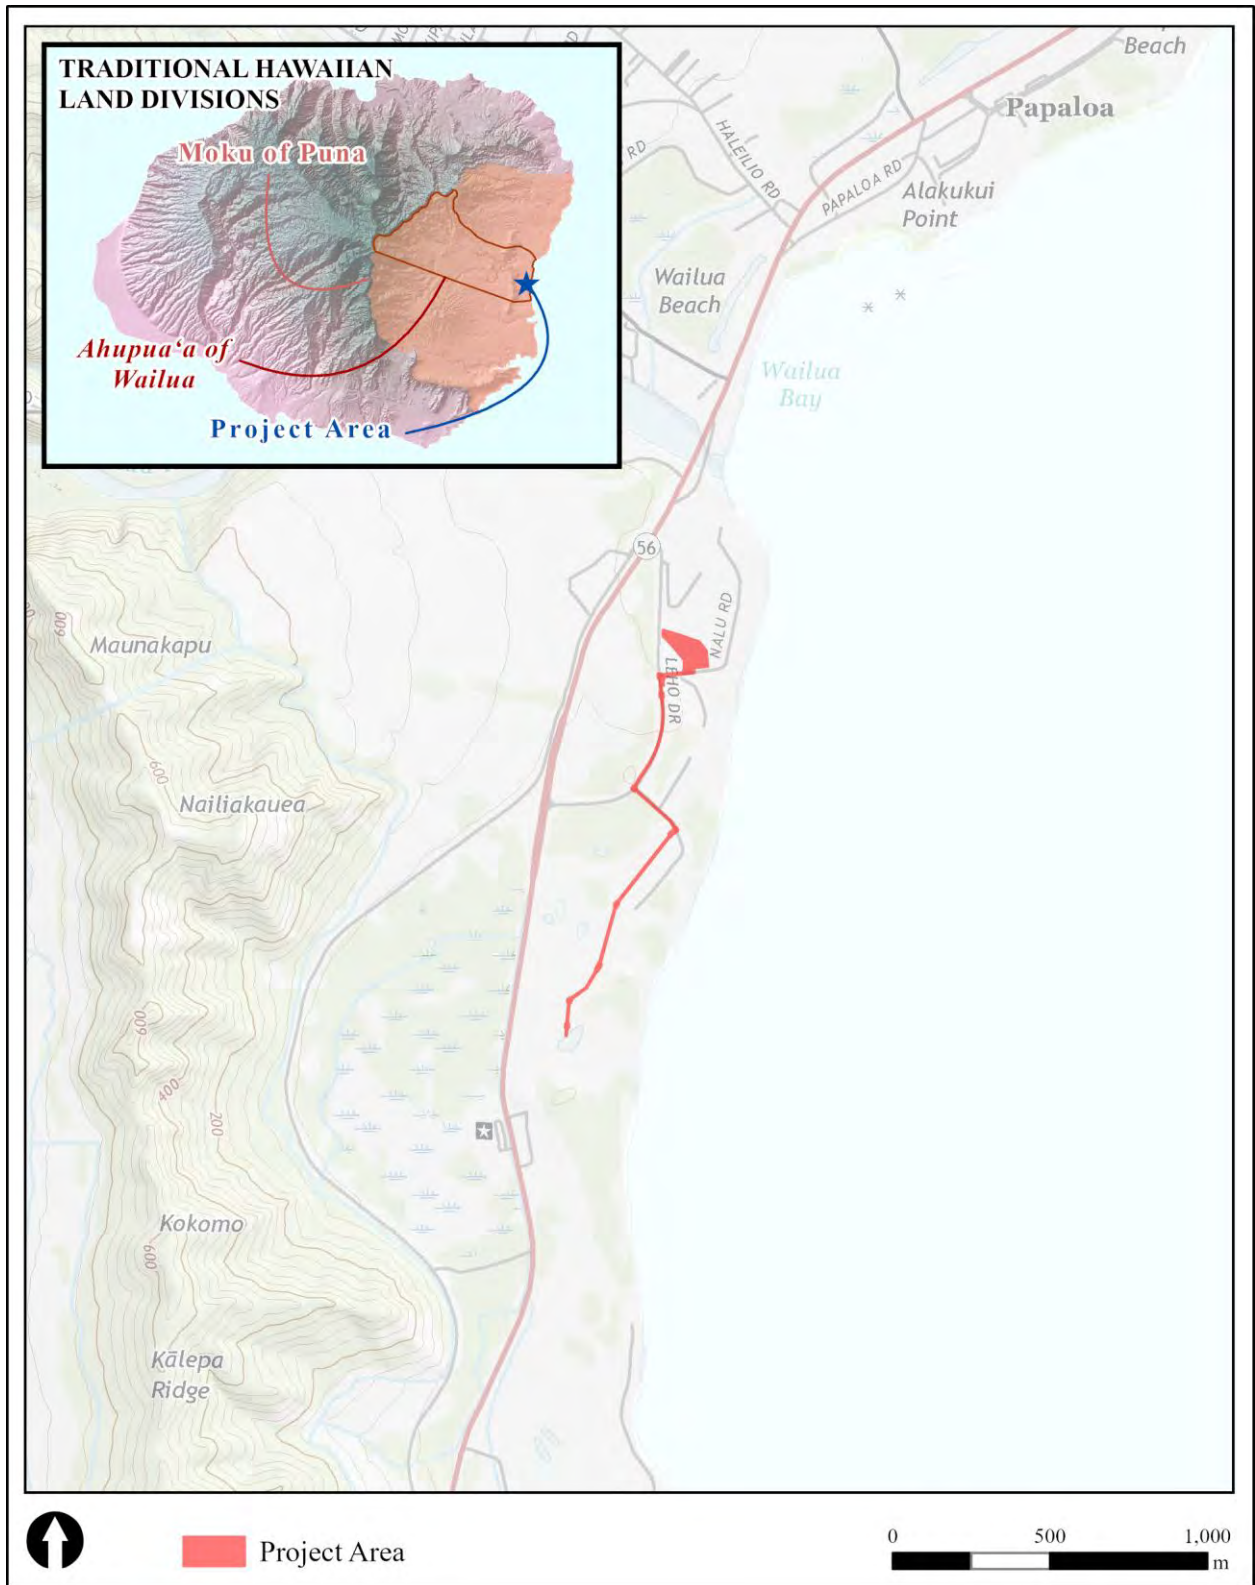 TRADITIONAL HAWAIIAN
LAND DIVISIONS
Moku of Puna
Ahupuaʻa of
Wailua
Project Area
RD
HALEILIO RD
RD
Beach
Papaloa
PAPALOA RD
Alakukui
Point
Wailua
Beach
Wailua
Bay
56
NALU RD
LEHO DR
Maunakapu
600
600
Nailiakauea
600
400
200
Kokomo
600
Kālepa
Ridge
Project Area
0
500
1,000
m